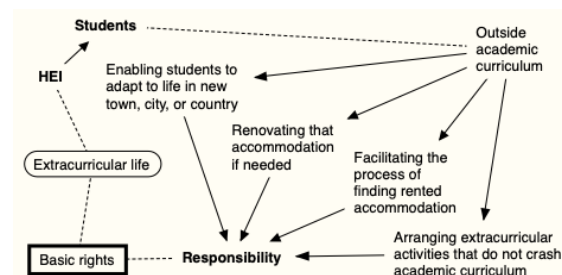 Students
Outside
academic
curriculum
HEI
Enabling students to
adapt to life in new
town, city, or country
Renovating that
accommodation
if needed
Facilitating the
process of
finding rented
accommodation
Extracurricular life
Arranging extracurricular
activities that do not crash
academic curriculum
Basic rights
Responsibility